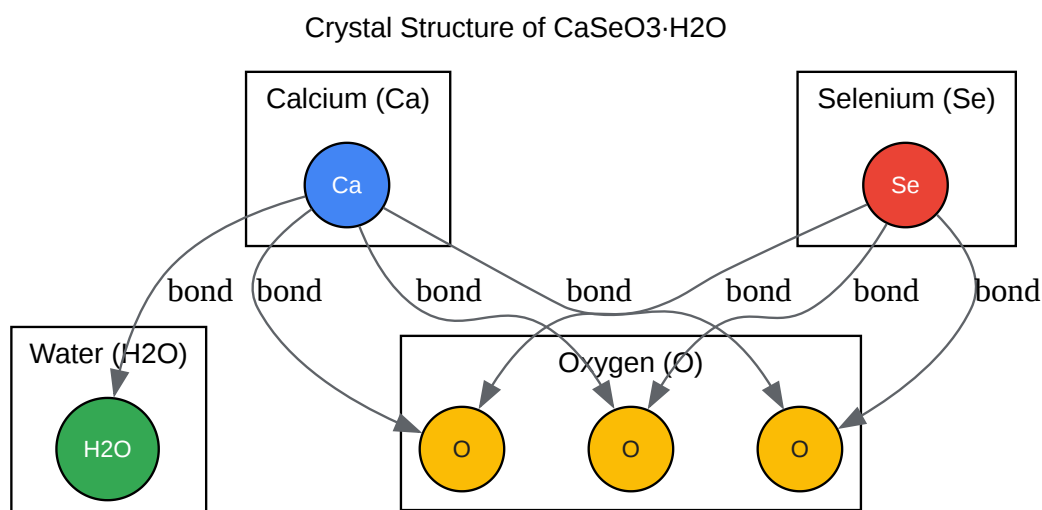 Crystal Structure of CaSeO3·H2O
Calcium (Ca)
Selenium (Se)
Ca
Se
bond
bond
bond
bond
bond
bond
bond
Water (H2O)
Oxygen (O)
H2O
O
O
O